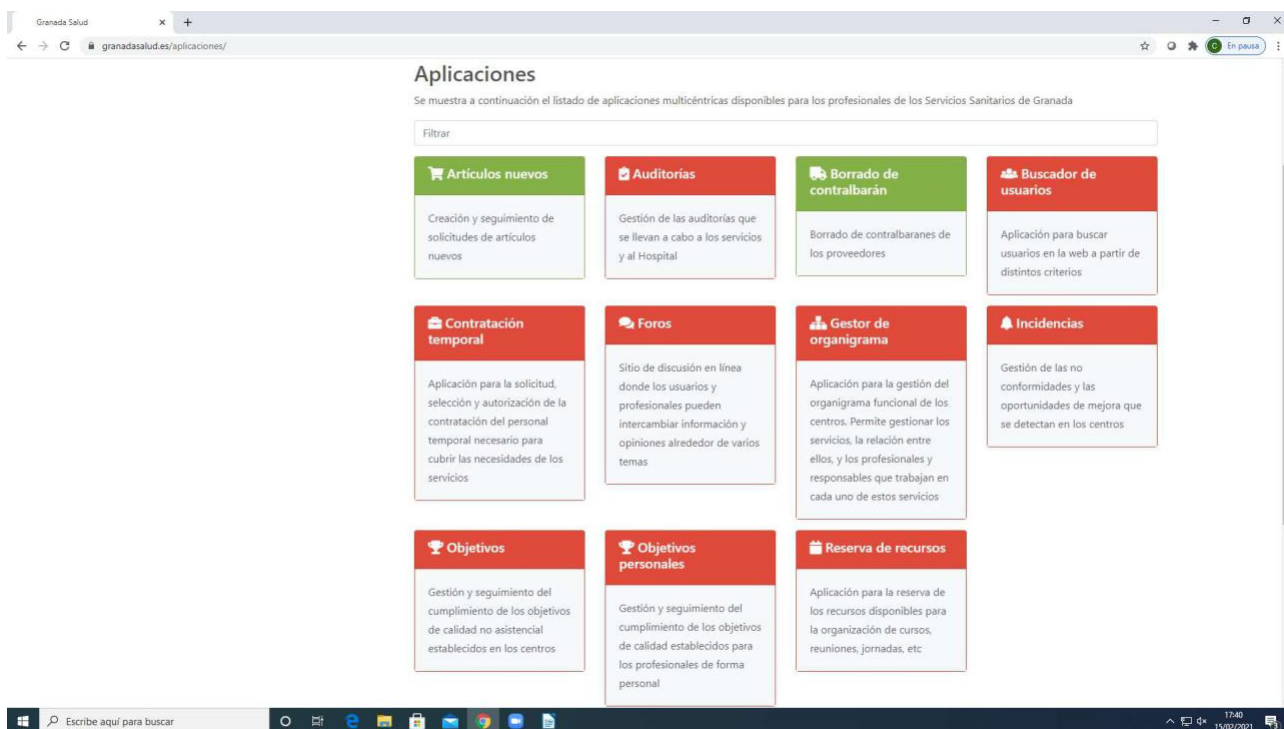 Granada Salud
granadasalud.es/aplicaciones/
En pausa
Aplicaciones
Se muestra a continuación el listado de aplicaciones multicéntricas disponibles para los profesionales de los Servicios Sanitarios de Granada
Filtrar
Artículos nuevos
Creación y seguimiento de
solicitudes de artículos
nuevos
Auditorías
Gestión de las auditorías que
se llevan a cabo a los servicios
y al Hospital
Borrado de
contralbarán
Borrado de contralbaranes de
los proveedores
Buscador de
usuarios
Aplicación para buscar
usuarios en la web a partir de
distintos criterios
Contratación
temporal
Aplicación para la solicitud,
selección y autorización de la
contratación del personal
temporal necesario para
cubrir las necesidades de los
servicios
Foros
Sitio de discusión en línea
donde los usuarios y
profesionales pueden
intercambiar información y
opiniones alrededor de varios
temas
Gestor de
organigrama
Aplicación para la gestión del
organigrama funcional de los
centros. Permite gestionar los
servicios, la relación entre
ellos, y los profesionales y
responsables que trabajan en
cada uno de estos servicios
Incidencias
Gestión de las no
conformidades y las
oportunidades de mejora que
se detectan en los centros
Objetivos
Gestión y seguimiento del
cumplimiento de los objetivos
de calidad no asistencial
establecidos en los centros
Objetivos
personales
Gestión y seguimiento del
cumplimiento de los objetivos
de calidad establecidos para
los profesionales de forma
personal
Reserva de recursos
Aplicación para la reserva de
los recursos disponibles para
la organización de cursos,
reuniones, jornadas, etc
Escribe aquí para buscar
17:40
15/02/2021